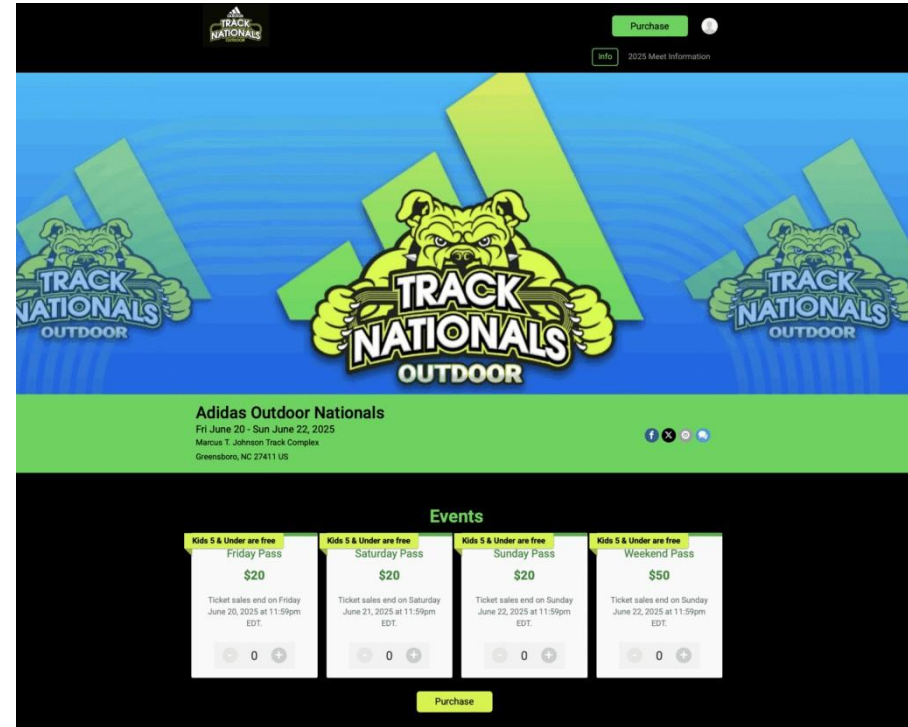 TRACK
NATIONALS
OUTDOOR
Purchase
Info 2025 Meet Information
TRACK
NATIONALS
OUTDOOR
TRACK
NATIONALS
OUTDOOR
TRACK
NATIONALS
OUTDOOR
Adidas Outdoor Nationals
Fri June 20 - Sun June 22, 2025
Marcus T. Johnson Track Complex
Greensboro, NC 27411 US
Events
Kids 5 & Under are free
Friday Pass
$20
Ticket sales end on Friday
June 20, 2025 at 11:59pm
EDT.
0
Kids 5 & Under are free
Saturday Pass
$20
Ticket sales end on Saturday
June 21, 2025 at 11:59pm
EDT.
0
Kids 5 & Under are free
Sunday Pass
$20
Ticket sales end on Sunday
June 22, 2025 at 11:59pm
EDT.
0
Kids 5 & Under are free
Weekend Pass
$50
Ticket sales end on Sunday
June 22, 2025 at 11:59pm
EDT.
0
Purchase